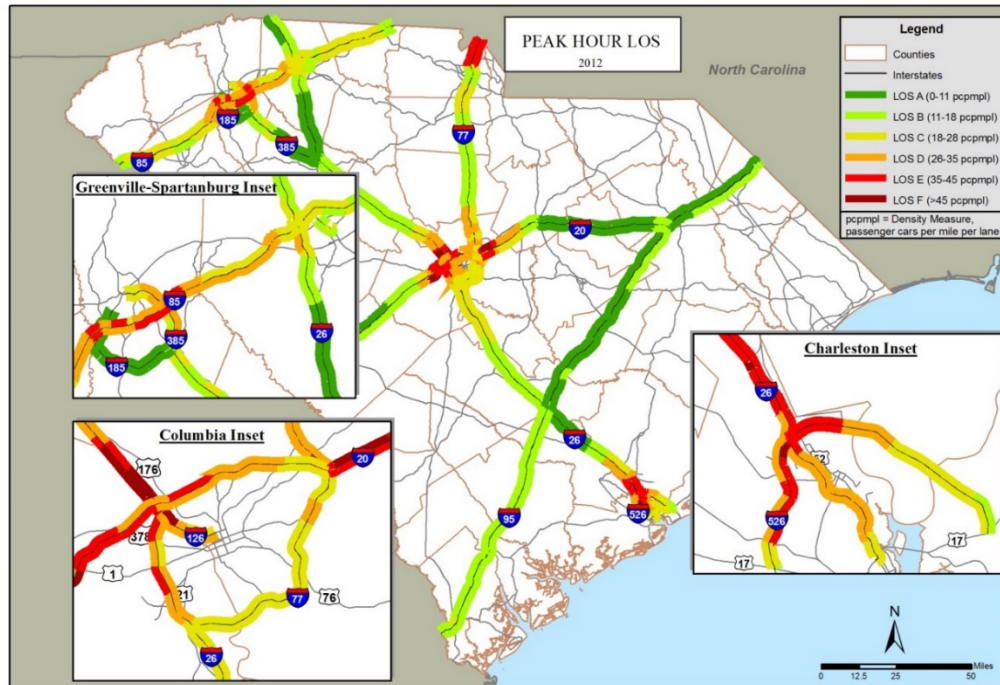 PEAK HOUR LOS
2012
North Carolina
Legend
Counties
Interstates
LOS A (0-11 pcpmpl)
LOS B (11-18 pcpmpl)
LOS C (18-28 pcpmpl)
LOS D (26-35 pcpmpl)
LOS E (35-45 pcpmpl)
LOS F (>45 pcpmpl)
pcpmpl = Density Measure,
passenger cars per mile per lane
185
385
85
77
20
26
95
526
Greenville-Spartanburg Inset
85
385
185
26
Columbia Inset
176
20
126
378
1
21
77
76
26
Charleston Inset
26
52
526
17
17
N
Miles
0 12.5 25 50